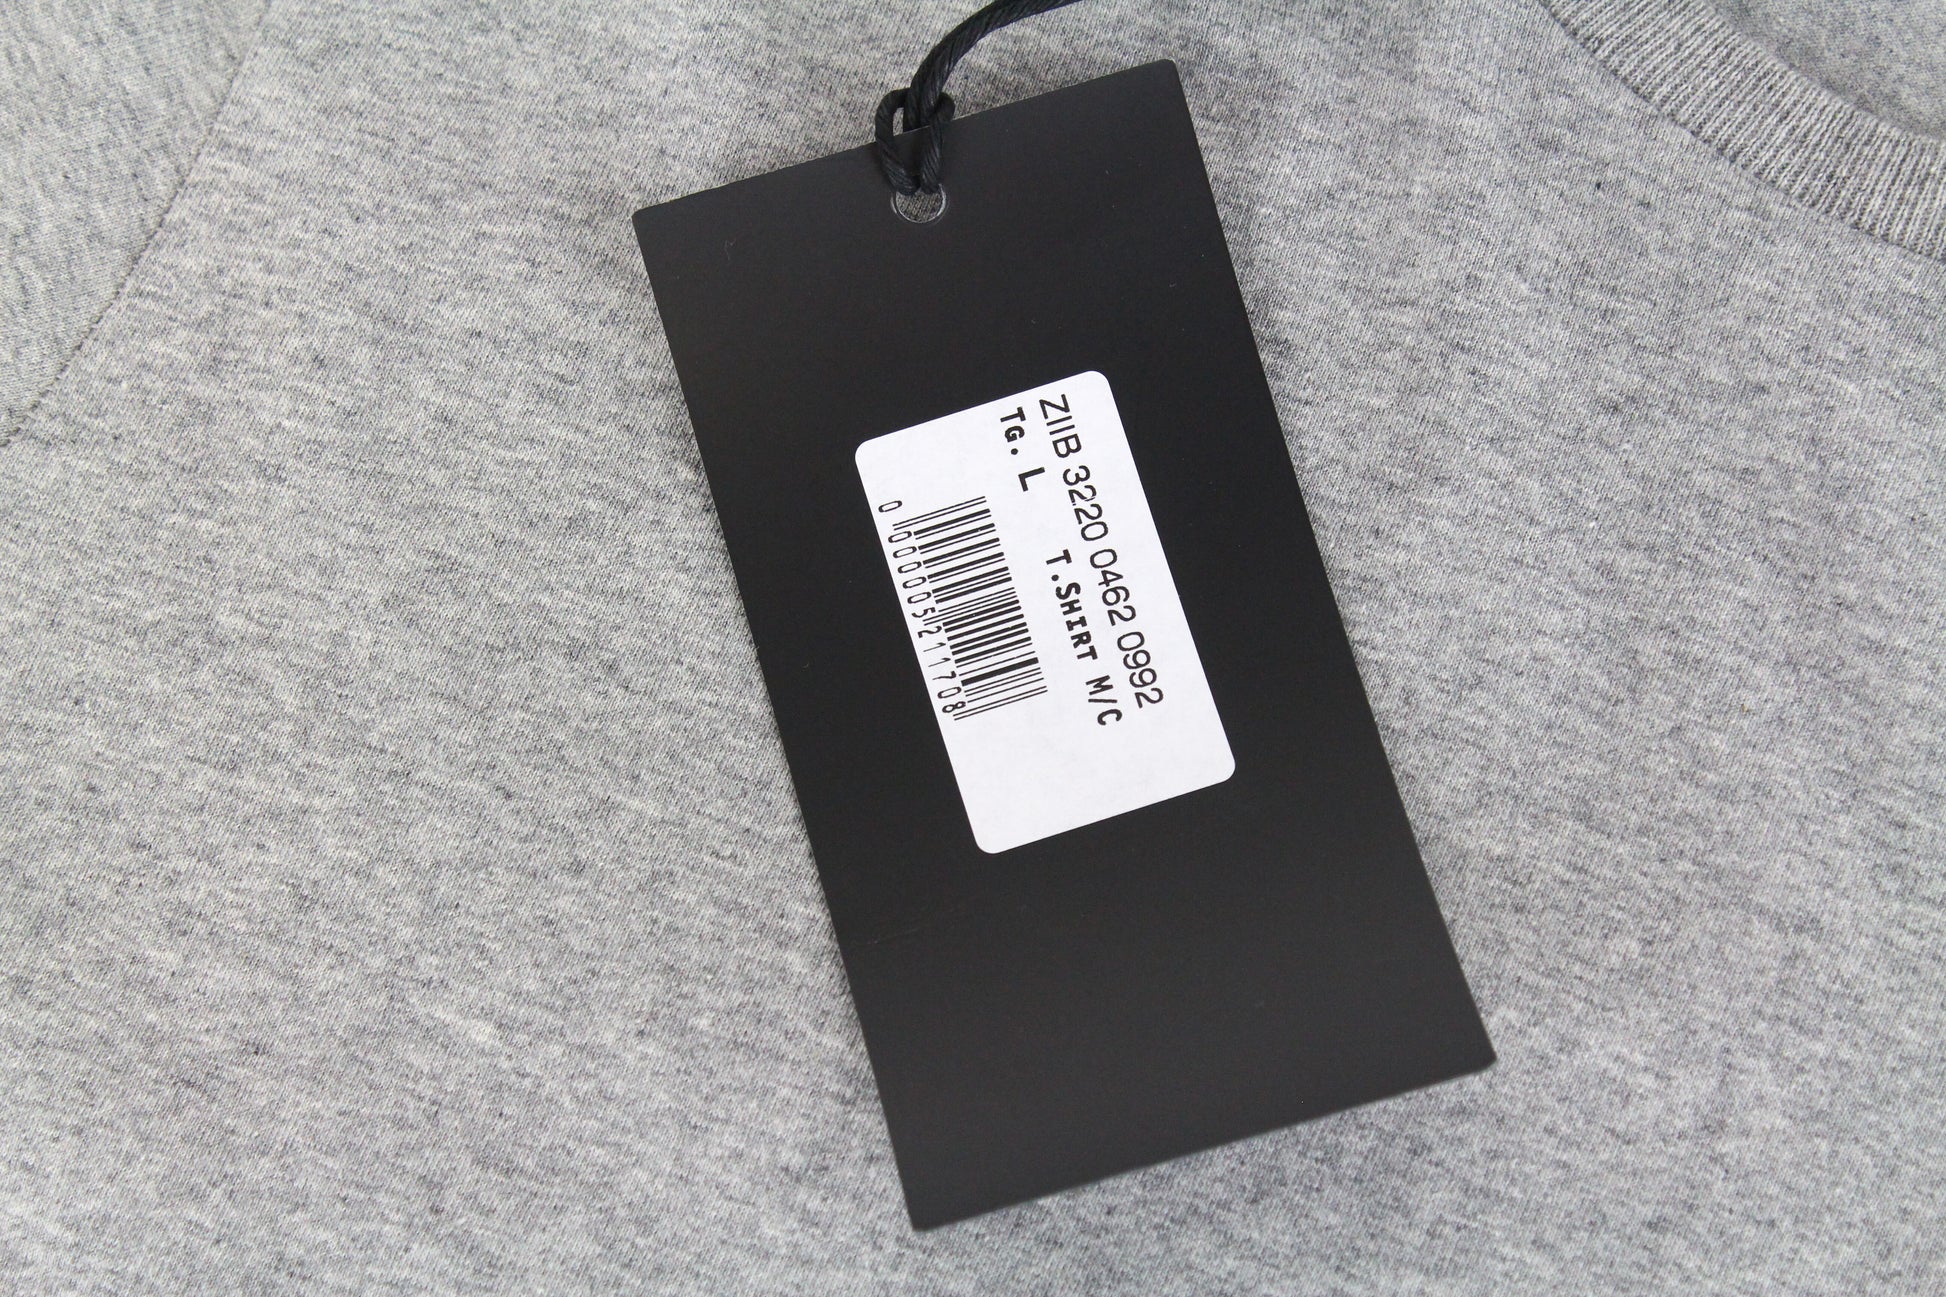 ZIIB 3220 0462 0992
TG. L T.SHIRT M/C
0 000005 211708